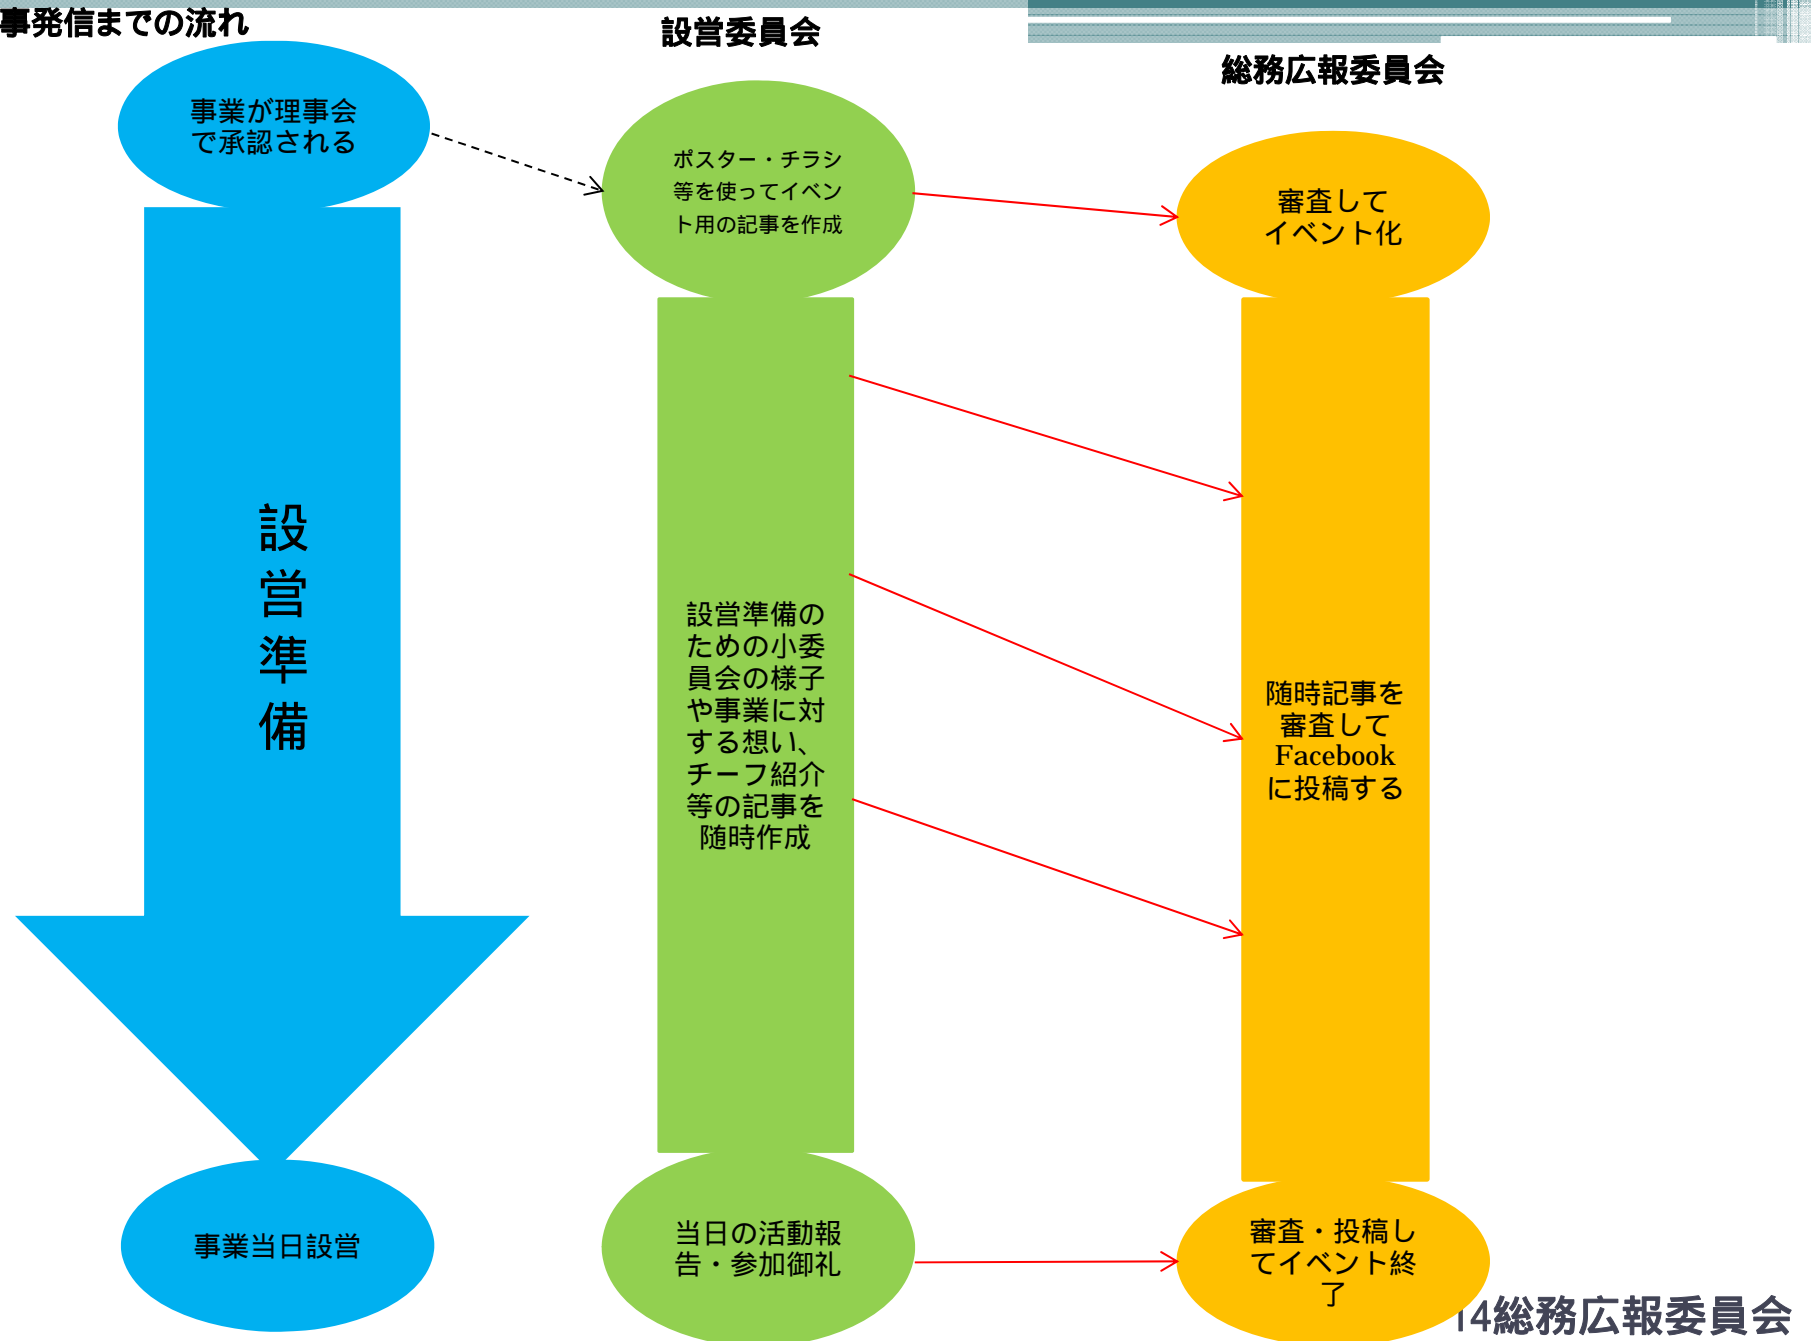 事発信までの流れ
設営委員会
総務広報委員会
事業が理事会
で承認される
ポスター・チラシ
等を使ってイベン
ト用の記事を作成
審査して
イベント化
設
営
準
備
設営準備の
ための小委
員会の様子
や事業に対
する想い、
チーフ紹介
等の記事を
随時作成
随時記事を
審査して
Facebook
に投稿する
事業当日設営
当日の活動報
告・参加御礼
審査・投稿し
てイベント終
了
14総務広報委員会